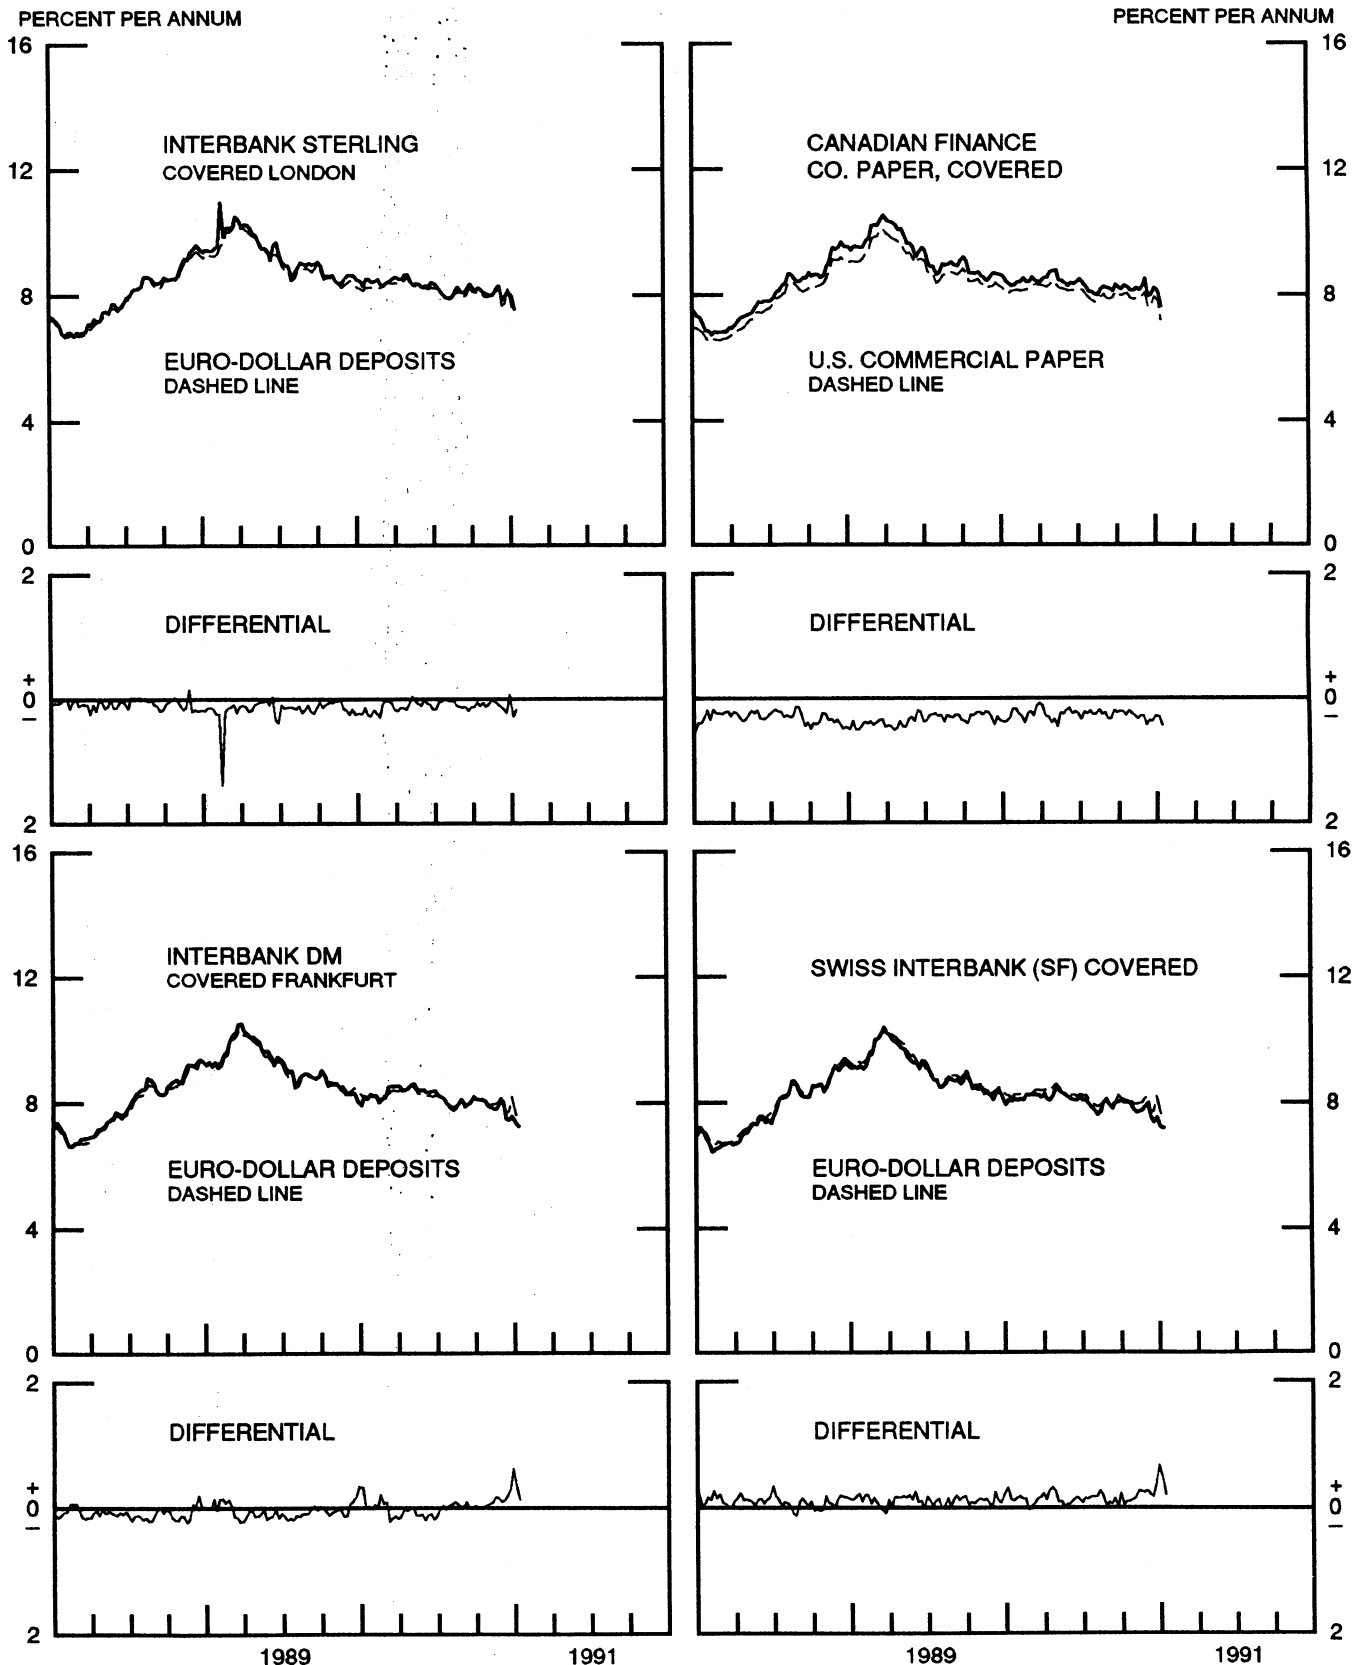 PERCENT PER ANNUM
PERCENT PER ANNUM
16
16
INTERBANK STERLING
COVERED LONDON
CANADIAN FINANCE
CO. PAPER, COVERED
12
12
8
8
EURO-DOLLAR DEPOSITS
DASHED LINE
U.S. COMMERCIAL PAPER
DASHED LINE
4
4
0
0
2
2
DIFFERENTIAL
DIFFERENTIAL
+
+
0
0
–
–
2
2
16
16
INTERBANK DM
COVERED FRANKFURT
SWISS INTERBANK (SF) COVERED
12
12
8
8
EURO-DOLLAR DEPOSITS
DASHED LINE
EURO-DOLLAR DEPOSITS
DASHED LINE
4
4
0
0
2
2
DIFFERENTIAL
DIFFERENTIAL
+
+
0
0
–
–
2
2
1989
1991
1989
1991